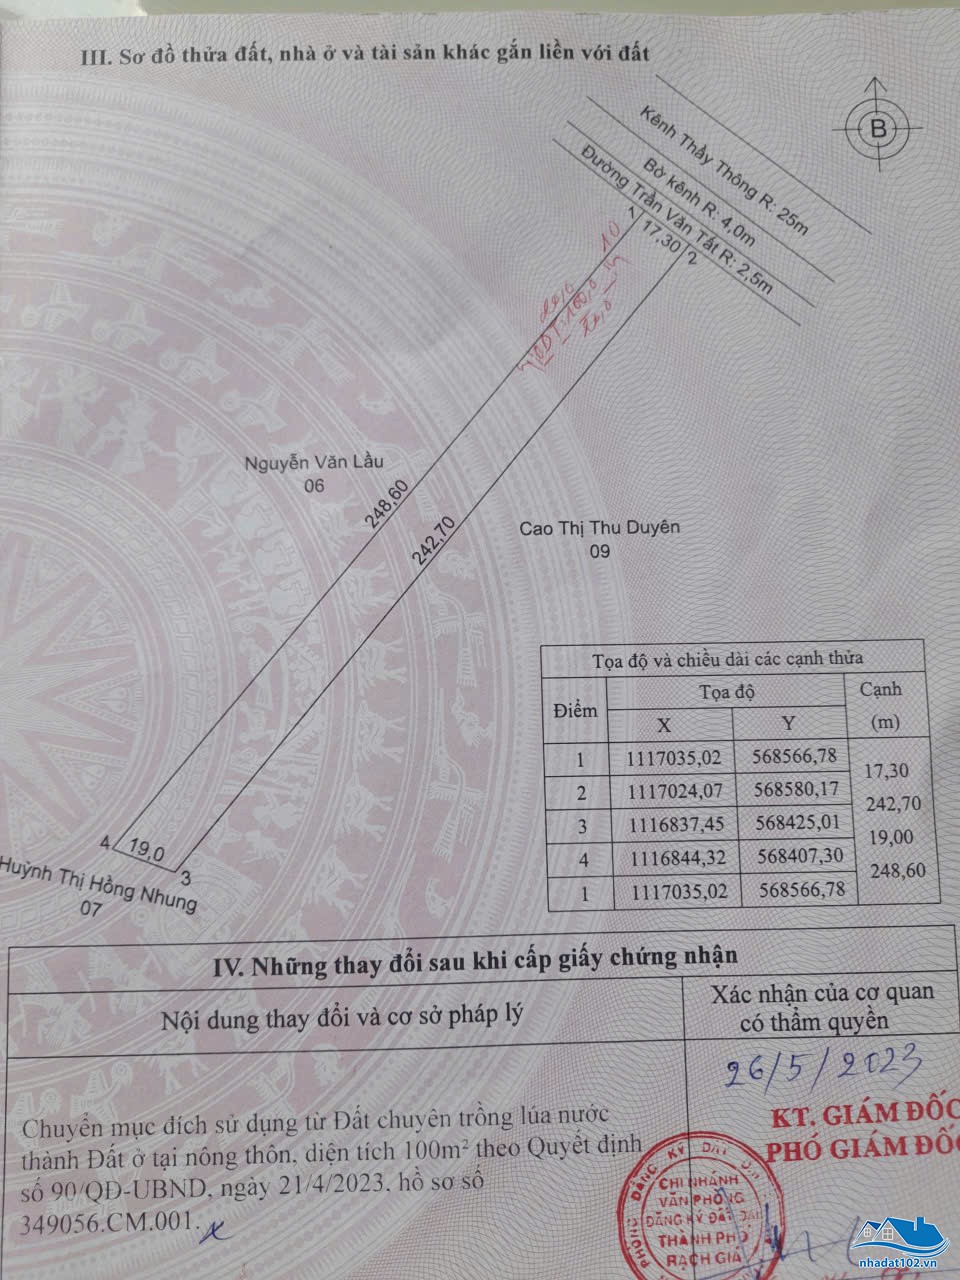 III. Sơ đồ thửa đất, nhà ở và tài sản khác gắn liền với đất
B
Kênh Thầy Thông R: 25m
Bờ kênh R: 4,0m
Đường Trần Văn Tất R: 2,5m
1
17,30
2
10
Nguyễn Văn Lầu
06
248,60
242,70
Cao Thị Thu Duyên
09
4
19,0
3
Huỳnh Thị Hồng Nhung
07
Tọa độ và chiều dài các cạnh thửa
Điểm Tọa độ Cạnh
X Y (m)
1 1117035,02 568566,78
17,30
2 1117024,07 568580,17
242,70
3 1116837,45 568425,01
19,00
4 1116844,32 568407,30
248,60
1 1117035,02 568566,78
IV. Những thay đổi sau khi cấp giấy chứng nhận
Nội dung thay đổi và cơ sở pháp lý
Xác nhận của cơ quan
có thẩm quyền
26/5/2023
Chuyển mục đích sử dụng từ Đất chuyên trồng lúa nước
thành Đất ở tại nông thôn, diện tích 100m² theo Quyết định
số 90/QĐ-UBND, ngày 21/4/2023, hồ sơ số
349056.CM.001.
KT. GIÁM ĐỐC
PHÓ GIÁM ĐỐC
CHI NHÁNH
VĂN PHÒNG
ĐĂNG KÝ ĐẤT ĐAI
THÀNH PHỐ
RẠCH GIÁ
nhadat102.vn